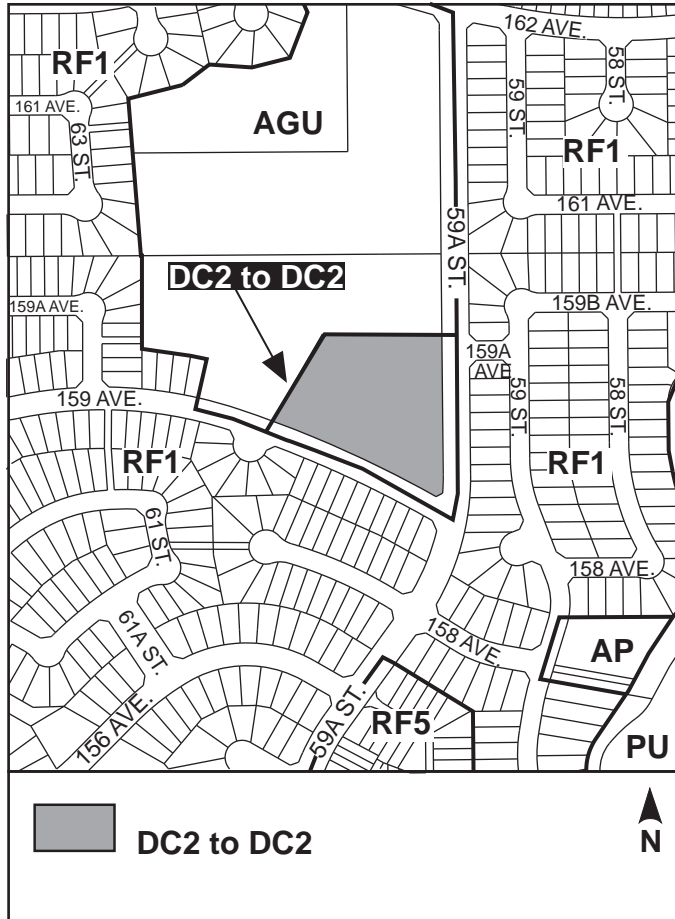 162 AVE.
RF1
58 ST.
161 AVE.
59 ST.
AGU
63 ST.
RF1
161 AVE.
59A ST.
DC2 to DC2
159A AVE.
159B AVE.
159A
AVE
159 AVE.
59 ST.
58 ST.
RF1
RF1
61 ST.
158 AVE.
61A ST.
158 AVE.
AP
59A ST.
RF5
156 AVE.
PU
DC2 to DC2
N